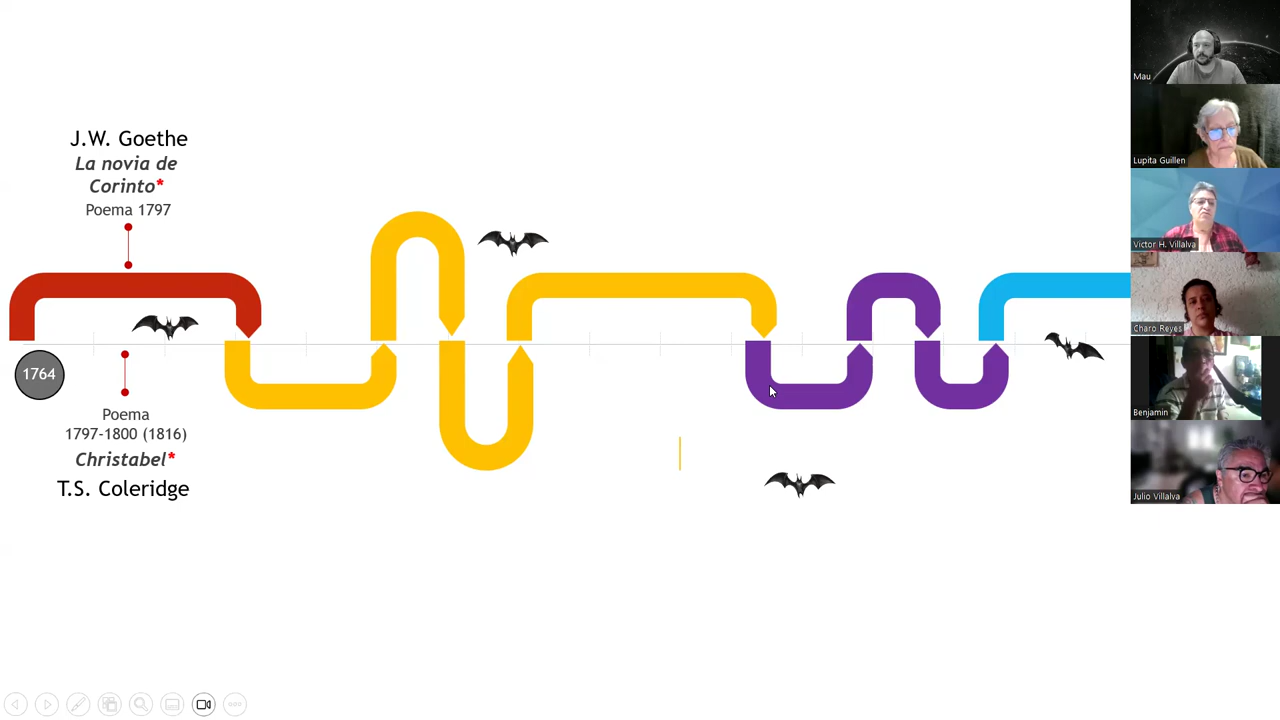 J.W. Goethe
La novia de
Corinto*
Poema 1797
1764
Poema
1797-1800 (1816)
Christabel*
T.S. Coleridge
Mau
Lupita Guillen
Víctor H. Villalva
Charo Reyes
Benjamin
Julio Villalva